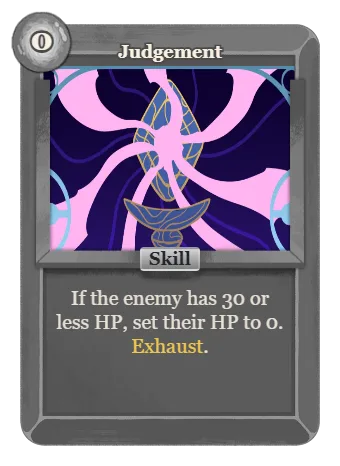 0
Judgement
Skill
If the enemy has 30 or
less HP, set their HP to 0.
Exhaust.